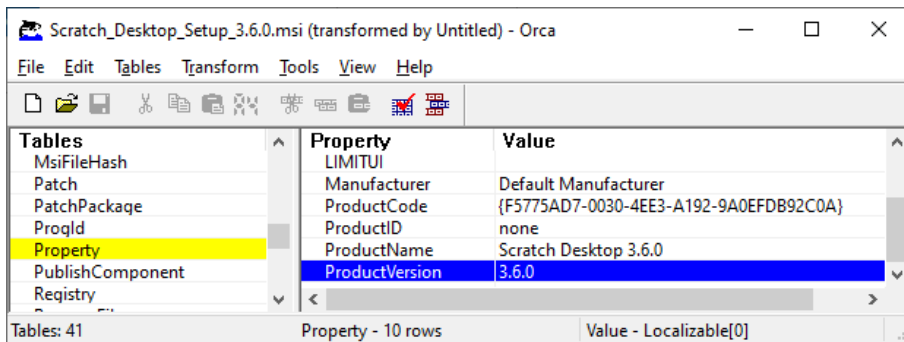 Scratch_Desktop_Setup_3.6.0.msi (transformed by Untitled) - Orca
File Edit Tables Transform Tools View Help
Tables
MsiFileHash
Patch
PatchPackage
ProgId
Property
PublishComponent
Registry
Property Value
LIMITUI
Manufacturer Default Manufacturer
ProductCode {F5775AD7-0030-4EE3-A192-9A0EFDB92C0A}
ProductID none
ProductName Scratch Desktop 3.6.0
ProductVersion 3.6.0
Tables: 41 Property - 10 rows Value - Localizable[0]